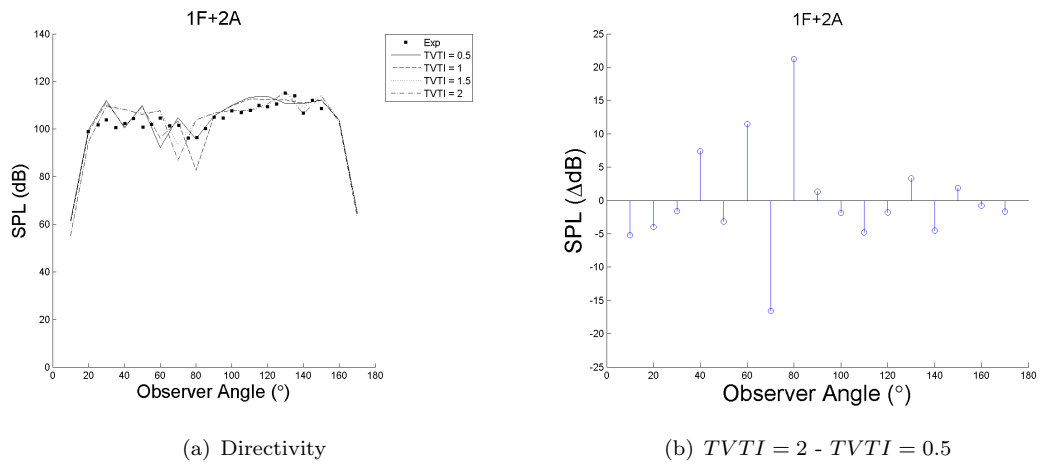 1F+2A
140
120
100
80
60
40
20
0
SPL (dB)
0 20 40 60 80 100 120 140 160 180
Observer Angle (°)
Exp
TVTI = 0.5
TVTI = 1
TVTI = 1.5
TVTI = 2
(a) Directivity
1F+2A
25
20
15
10
5
0
-5
-10
-15
-20
-25
SPL (ΔdB)
0 20 40 60 80 100 120 140 160 180
Observer Angle (°)
(b) TVTI = 2 - TVTI = 0.5